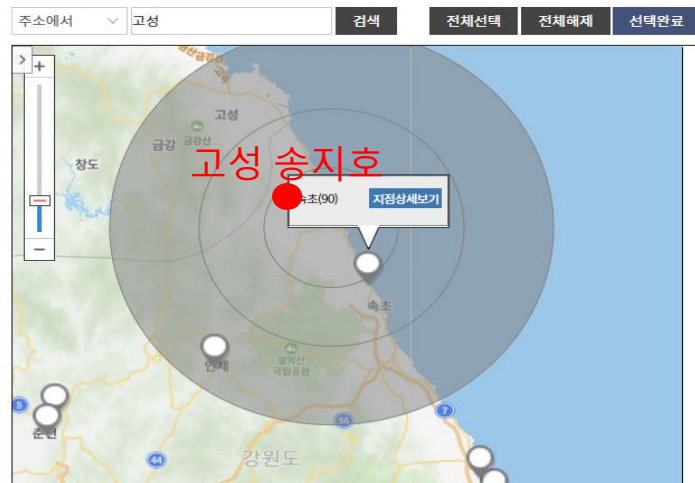 주소에서 고성 검색 전체선택 전체해제 선택완료
고성
금강 금강산
창도
고성 송지호
속초(90) 지점상세보기
속초
인제
설악산
국립공원
5
춘천
56
7
44
강원도